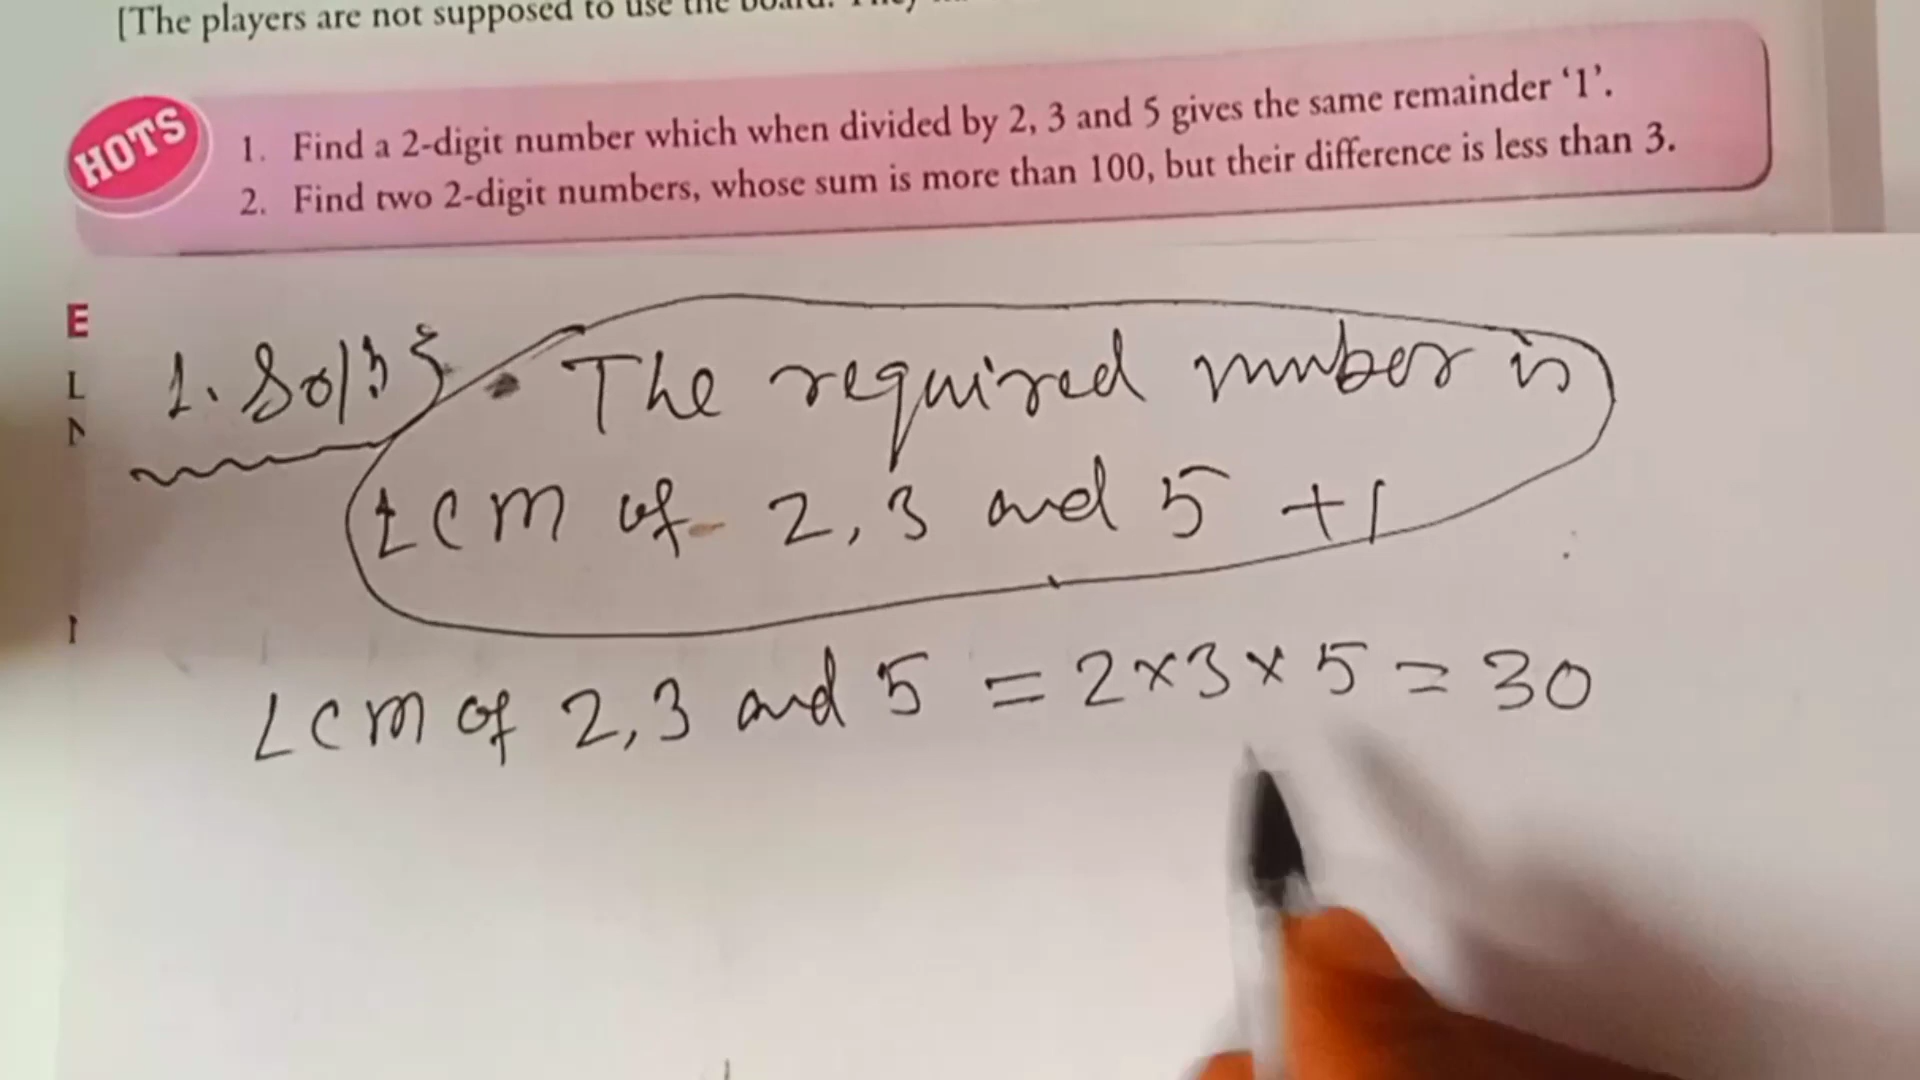 [The players are not supposed to use the board. They
HOTS
1. Find a 2-digit number which when divided by 2, 3 and 5 gives the same remainder ‘1’.
2. Find two 2-digit numbers, whose sum is more than 100, but their difference is less than 3.
E
L
1. Sol
The required number is
LCM of 2, 3 and 5 +1
LCM of 2, 3 and 5 = 2×3×5 = 30